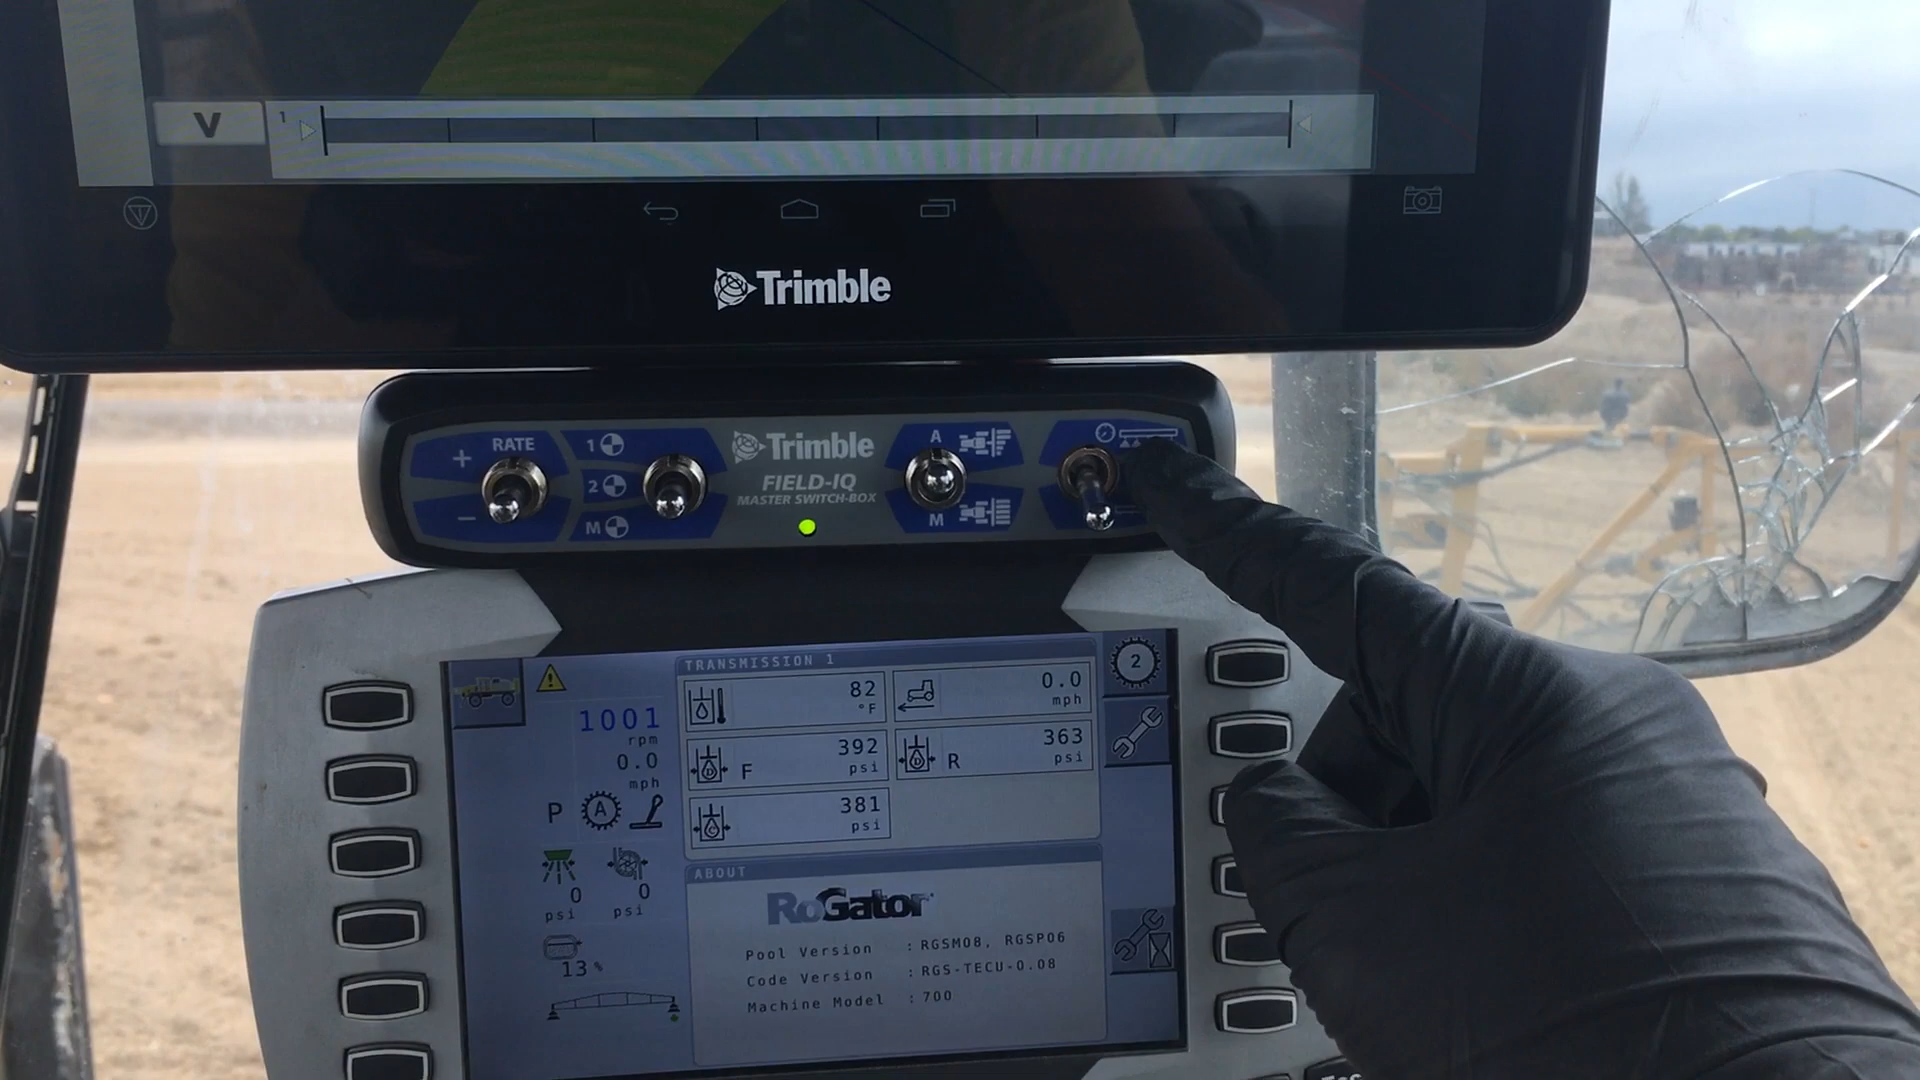 V
1
Trimble
RATE
+
−
1
2
M
Trimble
FIELD-IQ
MASTER SWITCH-BOX
A
M
TRANSMISSION 1
1001
rpm
0.0
mph
P A
0
psi
0
psi
13 %
82
°F
0.0
mph
F 392
psi
R 363
psi
381
psi
2
ABOUT
RoGator
Pool Version : RGSM08, RGSP06
Code Version : RGS-TECU-0.08
Machine Model : 700